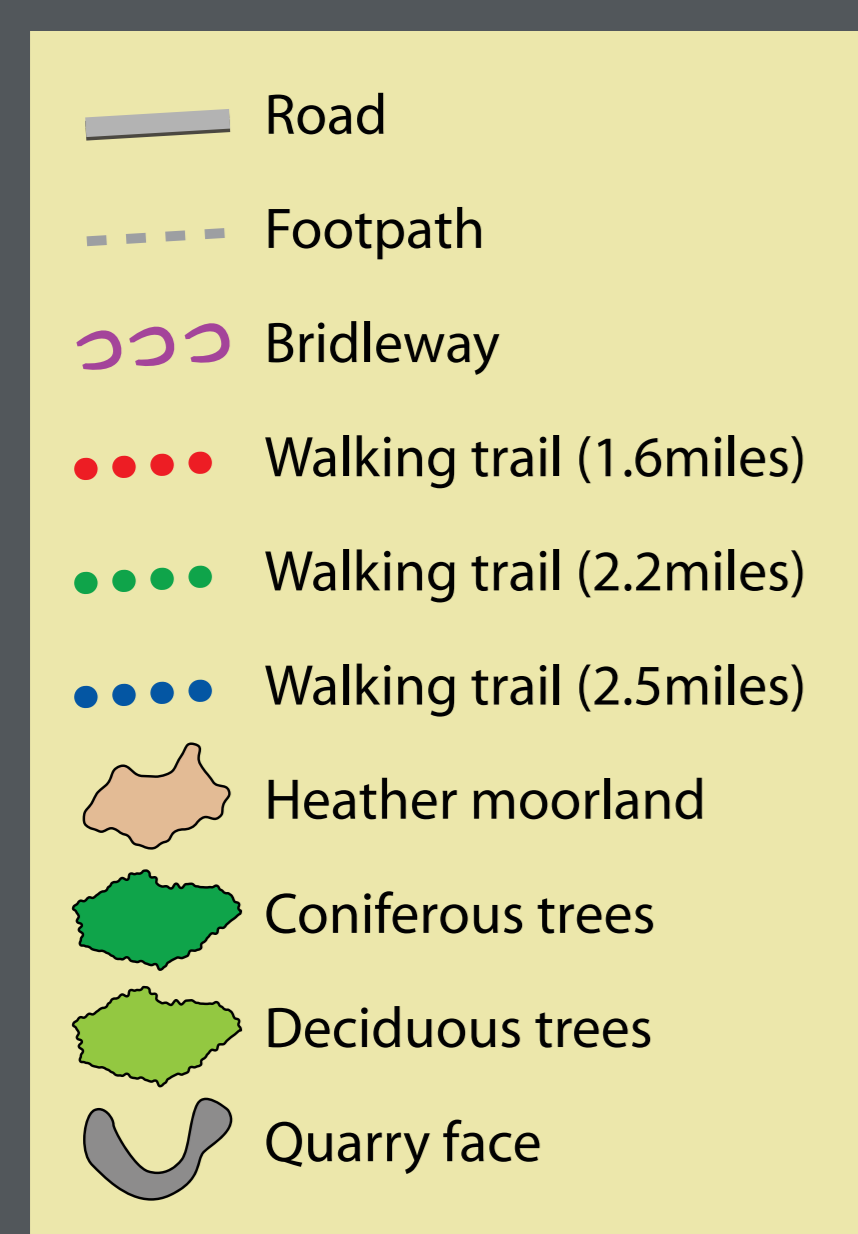 Road
Footpath
Bridleway
Walking trail (1.6miles)
Walking trail (2.2miles)
Walking trail (2.5miles)
Heather moorland
Coniferous trees
Deciduous trees
Quarry face